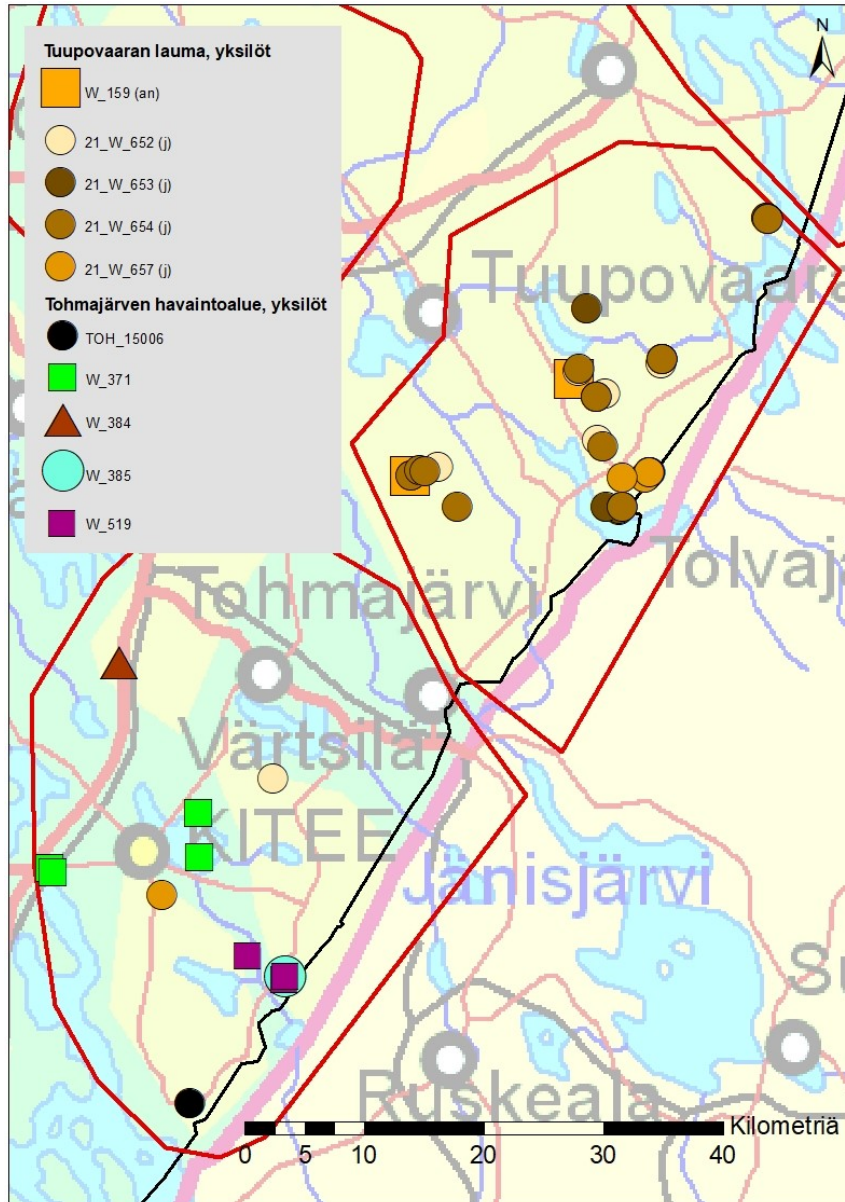 Tuupovaaran lauma, yksilöt
W_159 (an)
21_W_652 (j)
21_W_653 (j)
21_W_654 (j)
21_W_657 (j)
Tohmajärven havaintoalue, yksilöt
TOH_15006
W_371
W_384
W_385
W_519
N
Tuupovaara
Tohmajärvi
Tolvaj
Värtsilä
KITEE
Jänisjärvi
Su
Ruskeala
Kilometriä
0 5 10 20 30 40